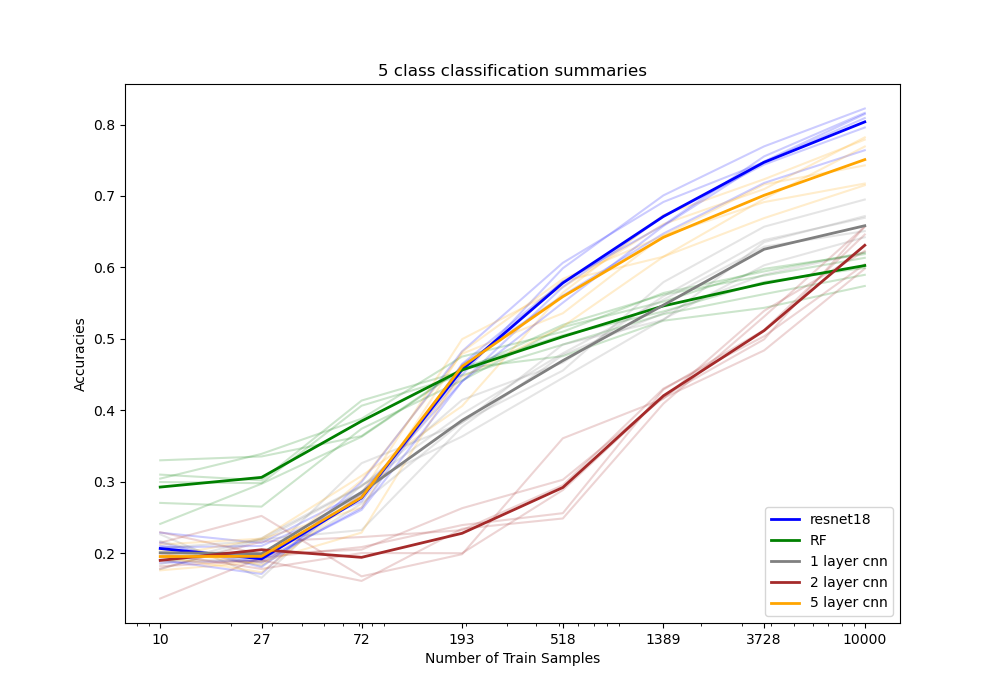 5 class classification summaries
0.8
0.7
0.6
0.5
0.4
0.3
0.2
Accuracies
resnet18
RF
1 layer cnn
2 layer cnn
5 layer cnn
10 27 72 193 518 1389 3728 10000
Number of Train Samples